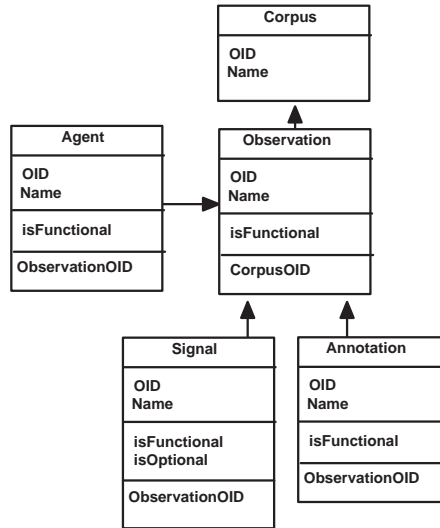 Corpus
OID
Name
Agent
OID
Name
isFunctional
ObservationOID
Observation
OID
Name
isFunctional
CorpusOID
Signal
OID
Name
isFunctional
isOptional
ObservationOID
Annotation
OID
Name
isFunctional
ObservationOID